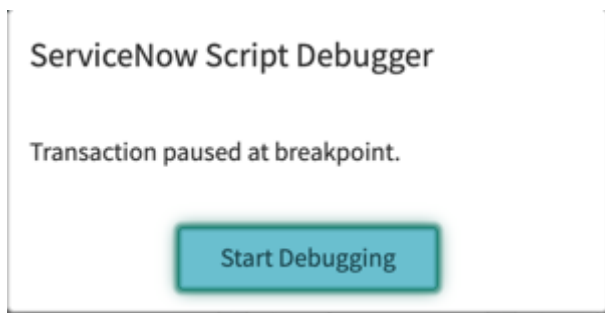 ServiceNow Script Debugger
Transaction paused at breakpoint.
Start Debugging